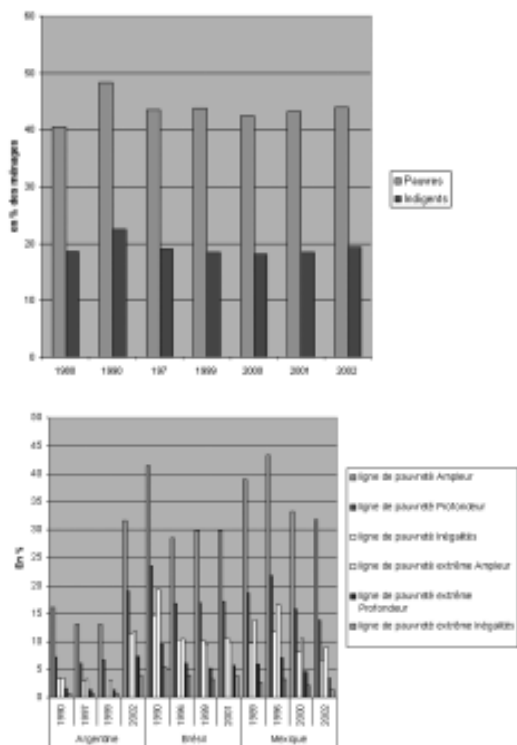 60
50
40
30
20
10
0
en % des ménages
1980 1990 197 1999 2000 2001 2002
Pauvres
Indigents
50
45
40
35
30
25
20
15
10
5
0
En %
1990 1997 1999 2002 1990 1996 1999 2001 1989 1996 2000 2002
Argentine Brésil Mexique
ligne de pauvreté Ampleur
ligne de pauvreté Profondeur
ligne de pauvreté Inégalités
ligne de pauvreté extrême Ampleur
ligne de pauvreté extrême
Profondeur
ligne de pauvreté extrême Inégalités